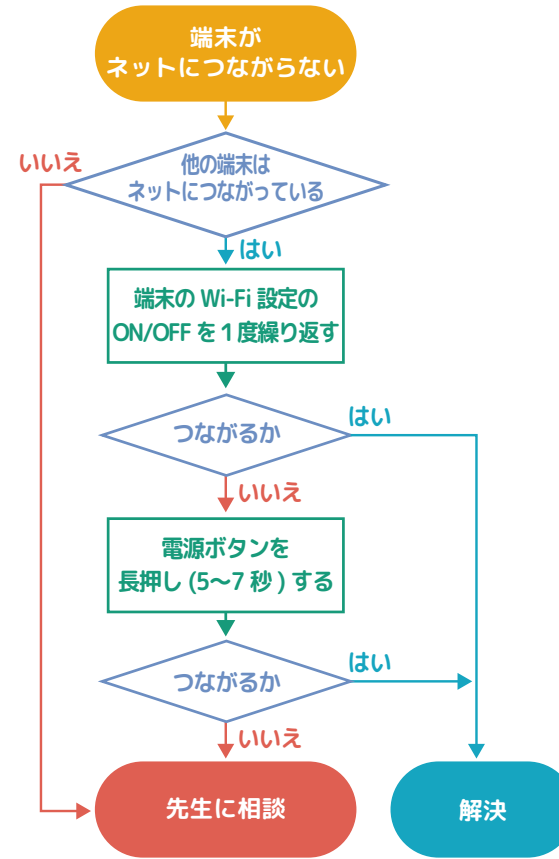 端末が
ネットにつながらない
いいえ
他の端末は
ネットにつながっている
はい
端末の Wi-Fi 設定の
ON/OFF を 1 度繰り返す
つながるか
はい
いいえ
電源ボタンを
長押し (5〜7 秒 ) する
つながるか
はい
いいえ
先生に相談
解決